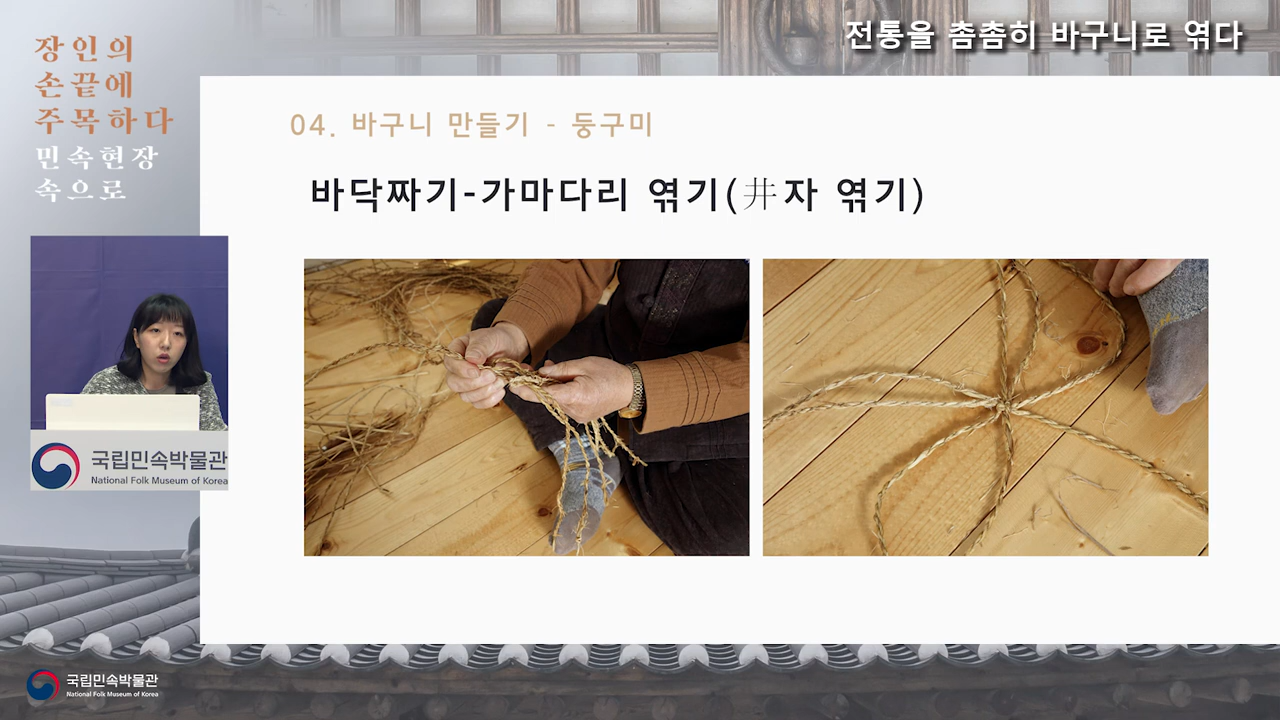 장인의
손끝에
주목하다
민속현장
속으로
전통을 촘촘히 바구니로 엮다
04. 바구니 만들기 - 둥구미
바닥짜기-가마다리 엮기(井자 엮기)
국립민속박물관
National Folk Museum of Korea
국립민속박물관
National Folk Museum of Korea